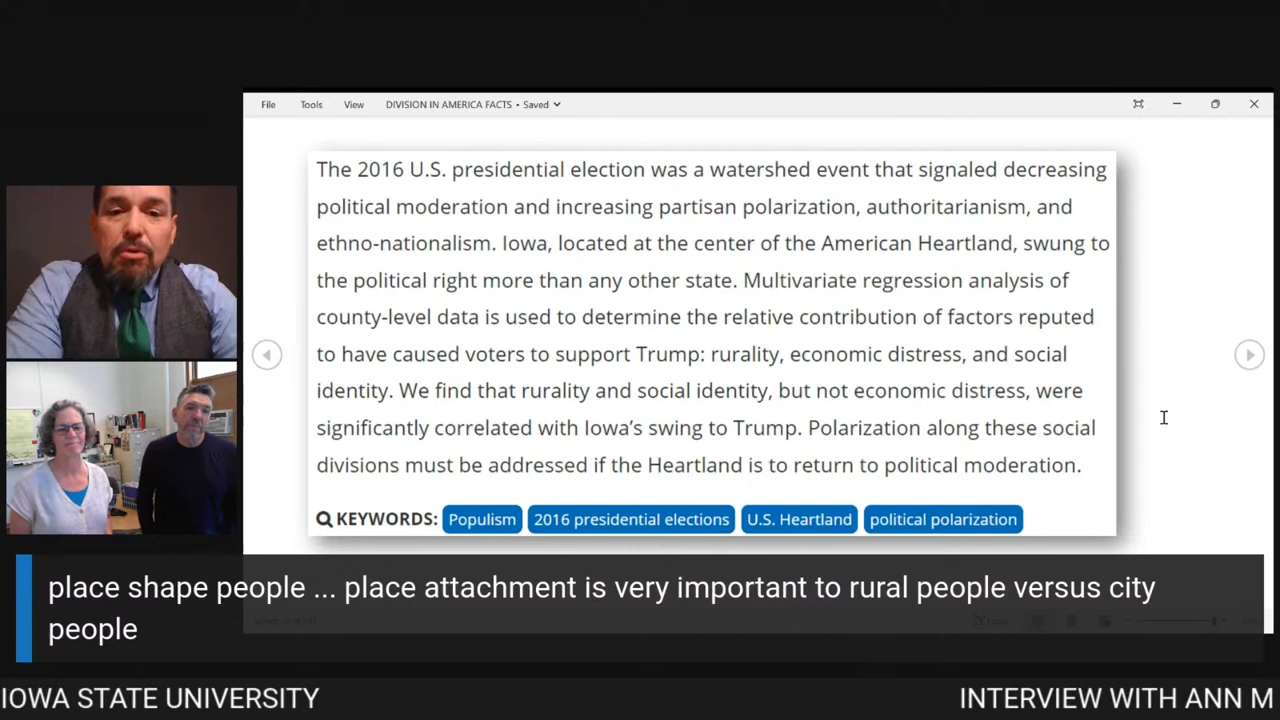 File Tools View DIVISION IN AMERICA FACTS • Saved
The 2016 U.S. presidential election was a watershed event that signaled decreasing
political moderation and increasing partisan polarization, authoritarianism, and
ethno-nationalism. Iowa, located at the center of the American Heartland, swung to
the political right more than any other state. Multivariate regression analysis of
county-level data is used to determine the relative contribution of factors reputed
to have caused voters to support Trump: rurality, economic distress, and social
identity. We find that rurality and social identity, but not economic distress, were
significantly correlated with Iowa’s swing to Trump. Polarization along these social
divisions must be addressed if the Heartland is to return to political moderation.
KEYWORDS: Populism 2016 presidential elections U.S. Heartland political polarization
place shape people ... place attachment is very important to rural people versus city
people
IOWA STATE UNIVERSITY
INTERVIEW WITH ANN M